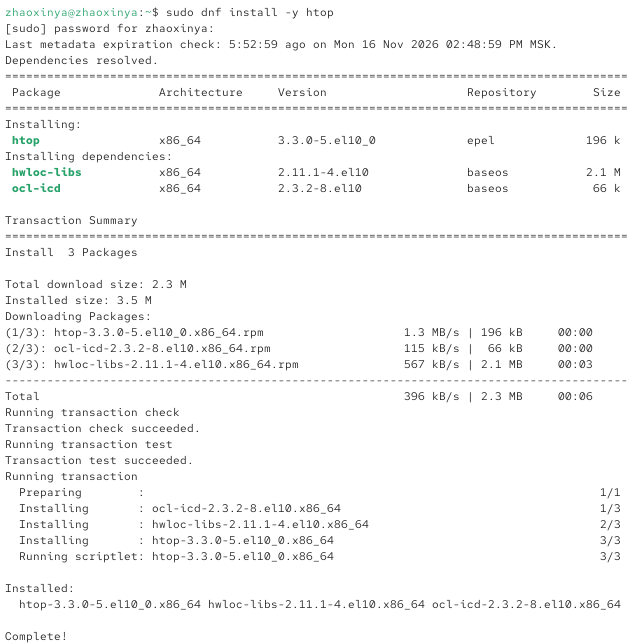 zhaoxinya@zhaoxinya:~$ sudo dnf install -y htop
[sudo] password for zhaoxinya:
Last metadata expiration check: 5:52:59 ago on Mon 16 Nov 2026 02:48:59 PM MSK.
Dependencies resolved.
=========================================================================================
 Package              Architecture     Version                    Repository        Size
=========================================================================================
Installing:
 htop                 x86_64           3.3.0-5.el10_0             epel             196 k
Installing dependencies:
 hwloc-libs           x86_64           2.11.1-4.el10              baseos           2.1 M
 ocl-icd              x86_64           2.3.2-8.el10               baseos            66 k

Transaction Summary
=========================================================================================
Install  3 Packages

Total download size: 2.3 M
Installed size: 3.5 M
Downloading Packages:
(1/3): htop-3.3.0-5.el10_0.x86_64.rpm                    1.3 MB/s | 196 kB     00:00
(2/3): ocl-icd-2.3.2-8.el10.x86_64.rpm                   115 kB/s |  66 kB     00:00
(3/3): hwloc-libs-2.11.1-4.el10.x86_64.rpm               567 kB/s | 2.1 MB     00:03
-----------------------------------------------------------------------------------------
Total                                                    396 kB/s | 2.3 MB     00:06
Running transaction check
Transaction check succeeded.
Running transaction test
Transaction test succeeded.
Running transaction
  Preparing        :                                                                 1/1
  Installing       : ocl-icd-2.3.2-8.el10.x86_64                                     1/3
  Installing       : hwloc-libs-2.11.1-4.el10.x86_64                                 2/3
  Installing       : htop-3.3.0-5.el10_0.x86_64                                      3/3
  Running scriptlet: htop-3.3.0-5.el10_0.x86_64                                      3/3

Installed:
  htop-3.3.0-5.el10_0.x86_64 hwloc-libs-2.11.1-4.el10.x86_64 ocl-icd-2.3.2-8.el10.x86_64

Complete!